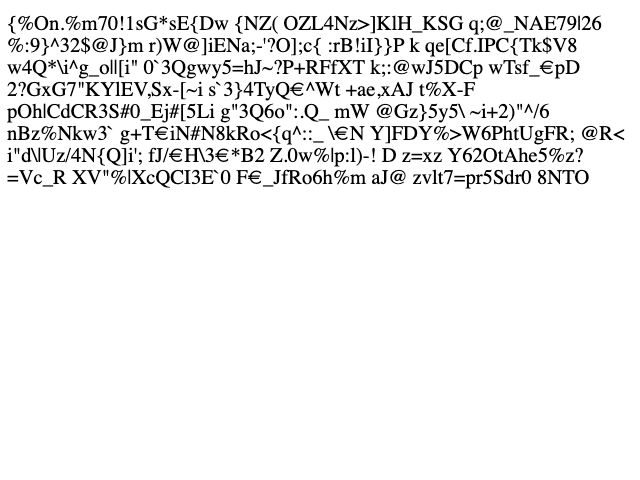 {%On.%m70!1sG*sE{Dw {NZ( OZL4Nz>]KlH_KSG q;@_NAE79|26
%:9}^32$@J}m r)W@]iENa;-'?O];c{ :rB!iI}}P k qe[Cf.IPC{Tk$V8
w4Q*\i^g_o||[i" 0`3Qgwy5=hJ~?P+RFfXT k;:@wJ5DCp wTsf_€pD
2?GxG7"KYlEV,Sx-[~i s`3}4TyQ€^Wt +ae,xAJ t%X-F
pOh|CdCR3S#0_Ej#[5Li g"3Q6o":.Q_ mW @Gz}5y5\ ~i+2)"^/6
nBz%Nkw3` g+T€iN#N8kRo<{q^::_ \€N Y]FDY%>W6PhtUgFR; @R<
i"d\|Uz/4N{Q]i'; fJ/€H\3€*B2 Z.0w%|p:l)-! D z=xz Y62OtAhe5%z?
=Vc_R XV"%|XcQCI3E`0 F€_JfRo6h%m aJ@ zvlt7=pr5Sdr0 8NTO